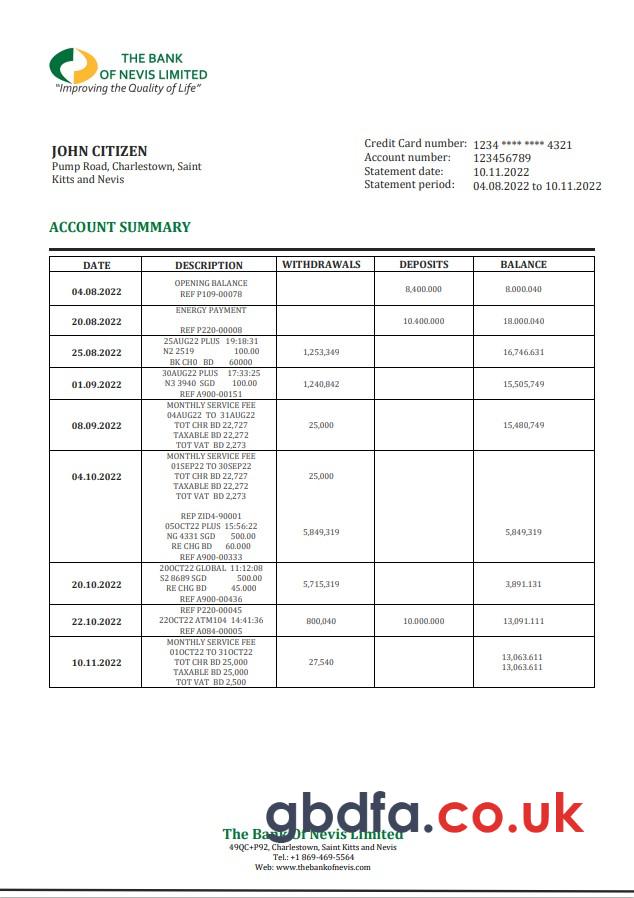 THE BANK
OF NEVIS LIMITED
"Improving the Quality of Life"
JOHN CITIZEN
Pump Road, Charlestown, Saint
Kitts and Nevis
Credit Card number: 1234 **** **** 4321
Account number: 123456789
Statement date: 10.11.2022
Statement period: 04.08.2022 to 10.11.2022
ACCOUNT SUMMARY
DATE DESCRIPTION WITHDRAWALS DEPOSITS BALANCE
OPENING BALANCE
04.08.2022 8,400.000 8.000.040
REF P109-00078
ENERGY PAYMENT
20.08.2022 10.400.000 18.000.040
REF P220-00008
25AUG22 PLUS 19:18:31
25.08.2022 N2 2519 100.00 1,253,349 16,746.631
BK CH0 BD 60000
30AUG22 PLUS 17:33:25
01.09.2022 N3 3940 SGD 100.00 1,240,842 15,505,749
REF A900-00151
MONTHLY SERVICE FEE
04AUG22 TO 31AUG22
08.09.2022 TOT CHR BD 22,727 25,000 15,480,749
TAXABLE BD 22,272
TOT VAT BD 2,273
MONTHLY SERVICE FEE
01SEP22 TO 30SEP22
04.10.2022 TOT CHR BD 22,727 25,000
TAXABLE BD 22,272
TOT VAT BD 2,273
REP ZID4-90001
05OCT22 PLUS 15:56:22
NG 4331 SGD 500.00 5,849,319 5,849,319
RE CHG BD 60.000
REF A900-00333
20OCT22 GLOBAL 11:12:08
S2 8689 SGD 500.00
20.10.2022 5,715,319 3,891.131
RE CHG BD 45.000
REF A900-00436
REF P220-00045
22.10.2022 22OCT22 ATM104 14:41:36 800,040 10.000.000 13,091.111
REF A084-00005
MONTHLY SERVICE FEE
01OCT22 TO 31OCT22 13,063.611
10.11.2022 TOT CHR BD 25,000 27,540 13,063.611
TAXABLE BD 25,000
TOT VAT BD 2,500
gbdfa.co.uk
The Bank Of Nevis Limited
49QC+P92, Charlestown, Saint Kitts and Nevis
Tel.: +1 869-469-5564
Web: www.thebankofnevis.com